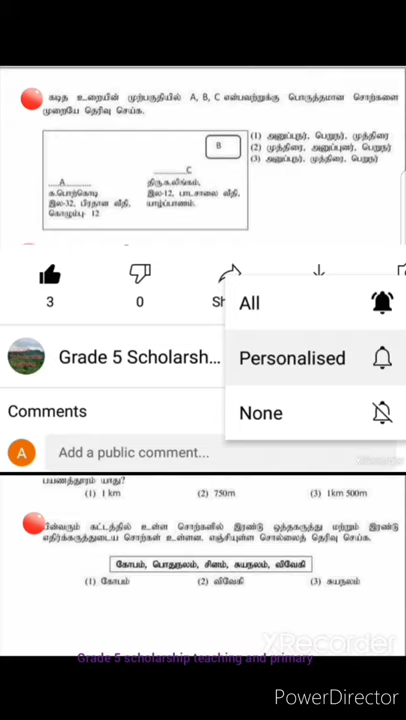 கடித உறையின் முற்பகுதியில் A, B, C என்பவற்றுக்கு பொருத்தமான சொற்களை
முறையே தெரிவு செய்க.
B
(1) அனுப்புநர், பெறுநர், முத்திரை
(2) முத்திரை, அனுப்புனர், பெறுநர்
(3) அனுப்புநர், முத்திரை, பெறுநர்
C
A
திரு.க.லிங்கம்,
க.பொற்கொடி
இல-12, பாடசாலை வீதி,
இல-32, பிரதான வீதி,
யாழ்ப்பாணம்.
கொழும்பு- 12
3
0
Sh
All
Grade 5 Scholarsh...
Personalised
None
Comments
A
Add a public comment...
XRecorder
பயணத்தூரம் யாது?
(1) 1 km (2) 750m (3) 1km 500m
பின்வரும் கட்டத்தில் உள்ள சொற்களில் இரண்டு ஒத்தகருத்து மற்றும் இரண்டு
எதிர்க்கருத்துடைய சொற்கள் உள்ளன. எஞ்சியுள்ள சொல்லைத் தெரிவு செய்க.
கோபம், பொதுநலம், சினம், சுயநலம், விவேகி
(1) கோபம் (2) விவேகி (3) சுயநலம்
XRecorder
Grade 5 scholarship teaching and primary
PowerDirector